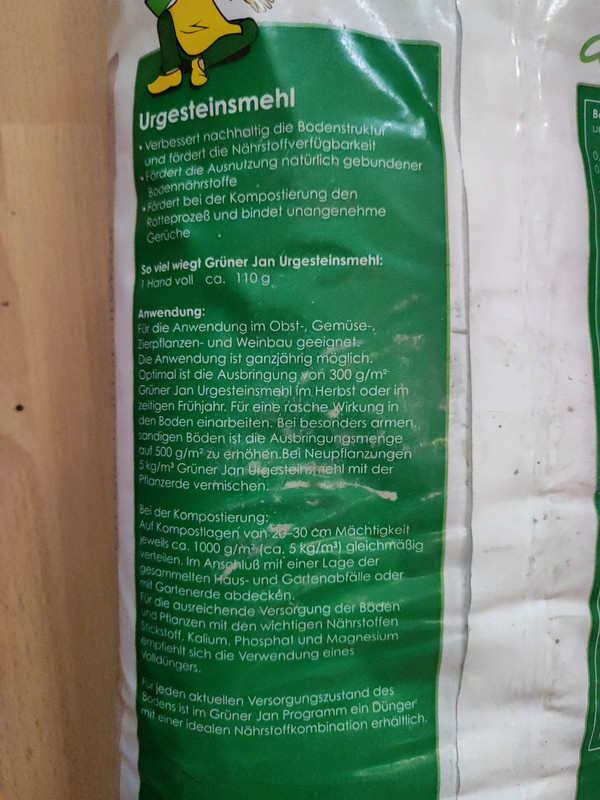 Urgesteinsmehl
• Verbessert nachhaltig die Bodenstruktur
und fördert die Nährstoffverfügbarkeit
• Fördert die Ausnutzung natürlich gebundener
Bodennährstoffe
• Fördert bei der Kompostierung den
Rotteprozeß und bindet unangenehme
Gerüche
So viel wiegt Grüner Jan Urgesteinsmehl:
1 Hand voll ca. 110 g
Anwendung:
Für die Anwendung im Obst-, Gemüse-,
Zierpflanzen- und Weinbau geeignet.
Die Anwendung ist ganzjährig möglich.
Optimal ist die Ausbringung von 300 g/m²
Grüner Jan Urgesteinsmehl im Herbst oder im
zeitigen Frühjahr. Für eine rasche Wirkung in
den Boden einarbeiten. Bei besonders armen,
sandigen Böden ist die Ausbringungsmenge
auf 500 g/m² zu erhöhen.Bei Neupflanzungen
5 kg/m³ Grüner Jan Urgesteinsmehl mit der
Pflanzerde vermischen.
Bei der Kompostierung:
Auf Kompostlagen von 20-30 cm Mächtigkeit
jeweils ca. 1000 g/m² (ca. 5 kg/m³) gleichmäßig
verteilen. Im Anschluß mit einer Lage der
gesammelten Haus- und Gartenabfälle oder
mit Gartenerde abdecken.
Für die ausreichende Versorgung der Böden
und Pflanzen mit den wichtigen Nährstoffen
Stickstoff, Kalium, Phosphat und Magnesium
empfiehlt sich die Verwendung eines
Volldüngers.
Für jeden aktuellen Versorgungszustand des
Bodens ist im Grüner Jan Programm ein Dünger
mit einer idealen Nährstoffkombination erhältlich.